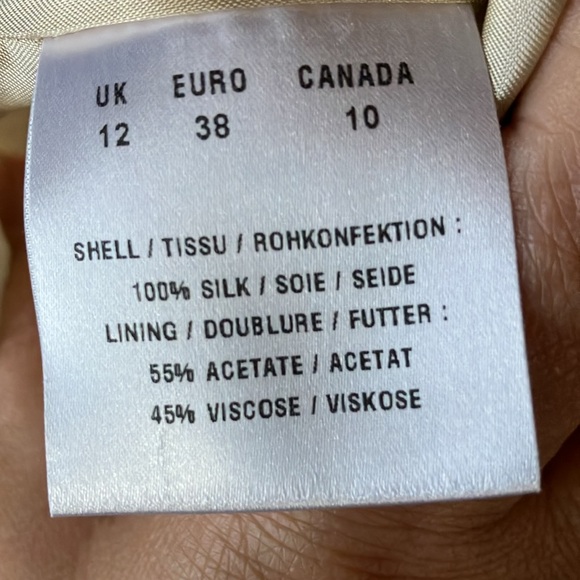 UK EURO CANADA
12 38 10
SHELL / TISSU / ROHKONFEKTION :
100% SILK / SOIE / SEIDE
LINING / DOUBLURE / FUTTER :
55% ACETATE / ACETAT
45% VISCOSE / VISKOSE